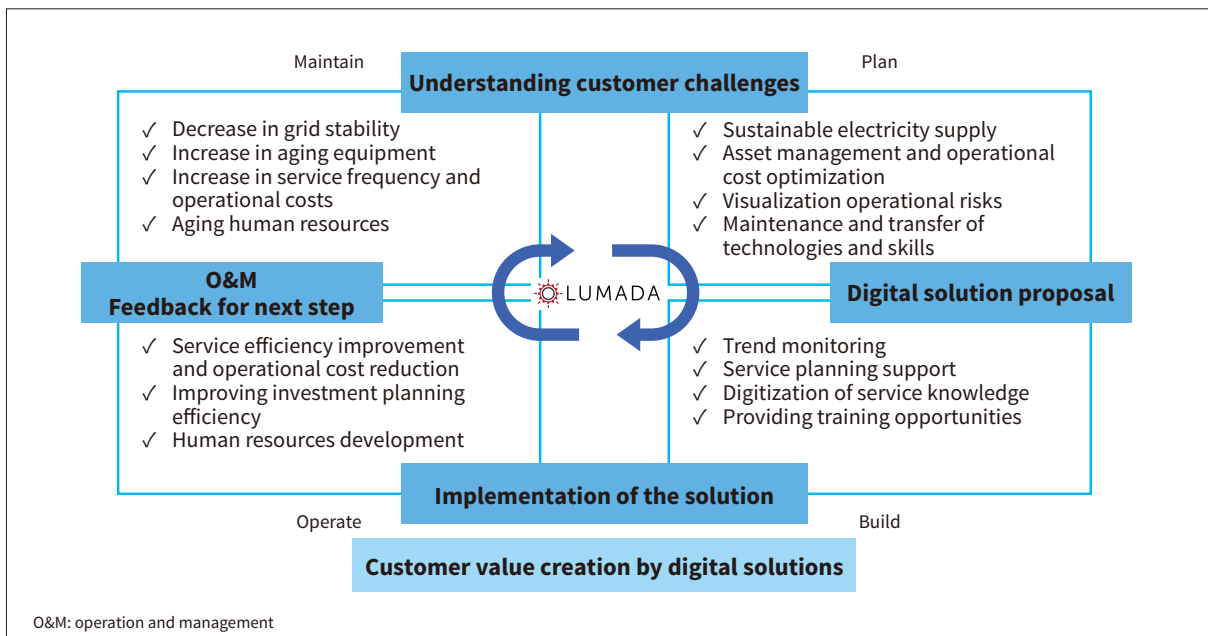 Maintain
Understanding customer challenges
Plan
✓ Decrease in grid stability
✓ Increase in aging equipment
✓ Increase in service frequency and
operational costs
✓ Aging human resources
✓ Sustainable electricity supply
✓ Asset management and operational
cost optimization
✓ Visualization operational risks
✓ Maintenance and transfer of
technologies and skills
O&M
Feedback for next step
LUMADA
Digital solution proposal
✓ Service efficiency improvement
and operational cost reduction
✓ Improving investment planning
efficiency
✓ Human resources development
✓ Trend monitoring
✓ Service planning support
✓ Digitization of service knowledge
✓ Providing training opportunities
Implementation of the solution
Operate
Build
Customer value creation by digital solutions
O&M: operation and management